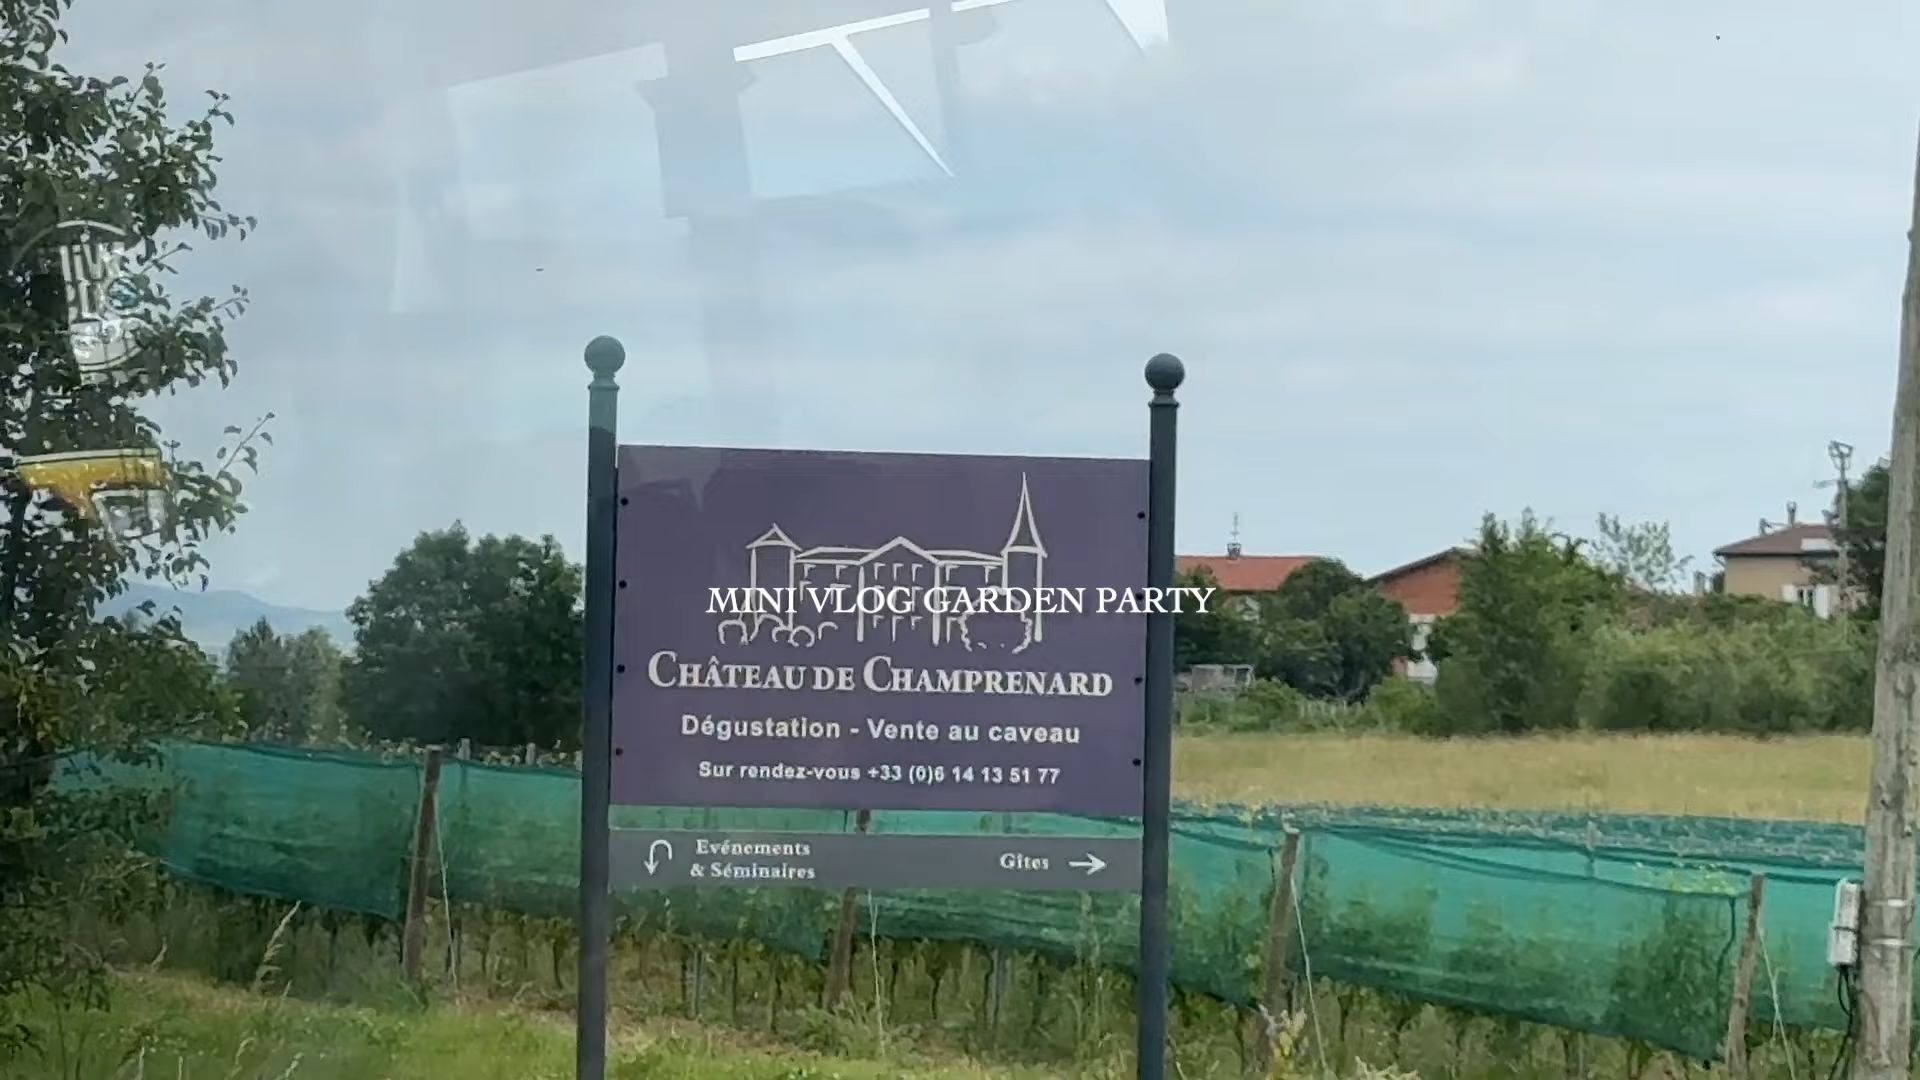 MINI VLOG GARDEN PARTY
CHÂTEAU DE CHAMPRENARD
Dégustation - Vente au caveau
Sur rendez-vous +33 (0)6 14 13 51 77
Evénements
& Séminaires
Gîtes